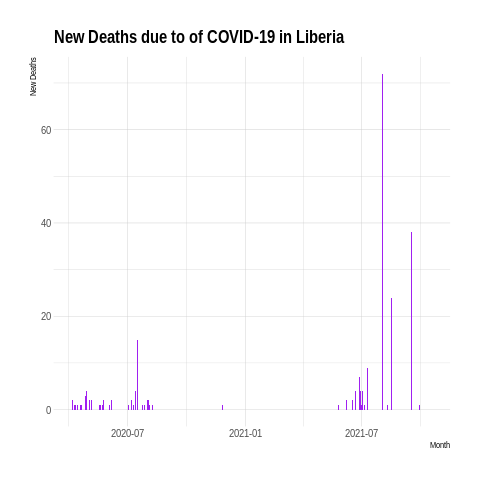 New Deaths due to of COVID-19 in Liberia
New Deaths
60
40
20
0
2020-07
2021-01
2021-07
Month